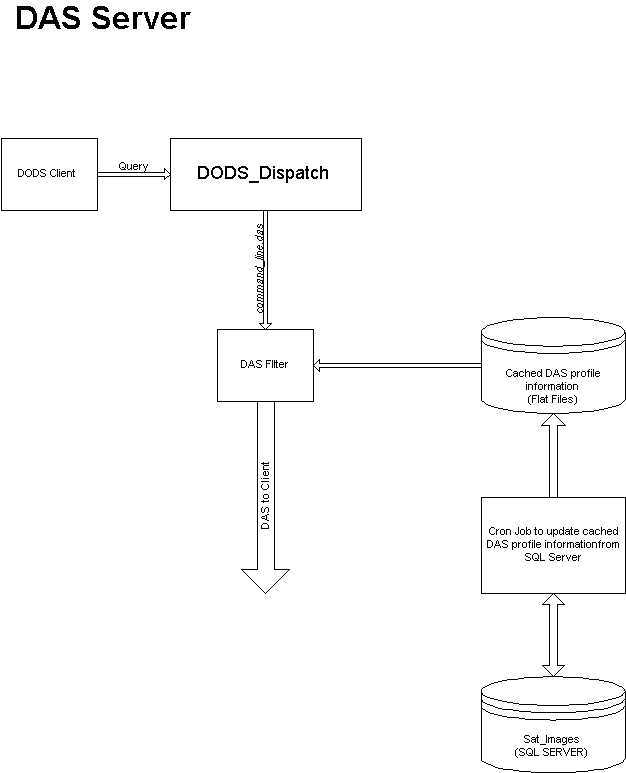 DAS Server
DODS Client
Query
DODS_Dispatch
command_line.das
DAS FIlter
Cached DAS profile
information
(Flat Files)
DAS to Client
Cron Job to update cached
DAS profile informationfrom
SQL Server
Sat_Images
(SQL SERVER)